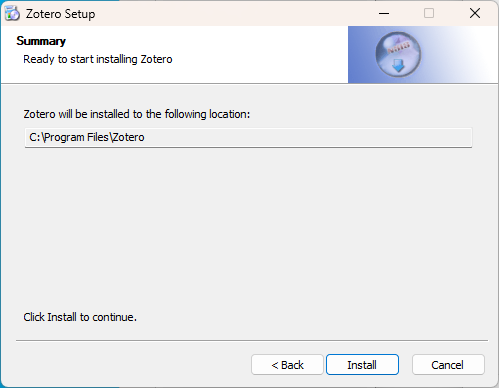 Zotero Setup
Summary
Ready to start installing Zotero
Zotero will be installed to the following location:
C:\Program Files\Zotero
Click Install to continue.
< Back
Install
Cancel